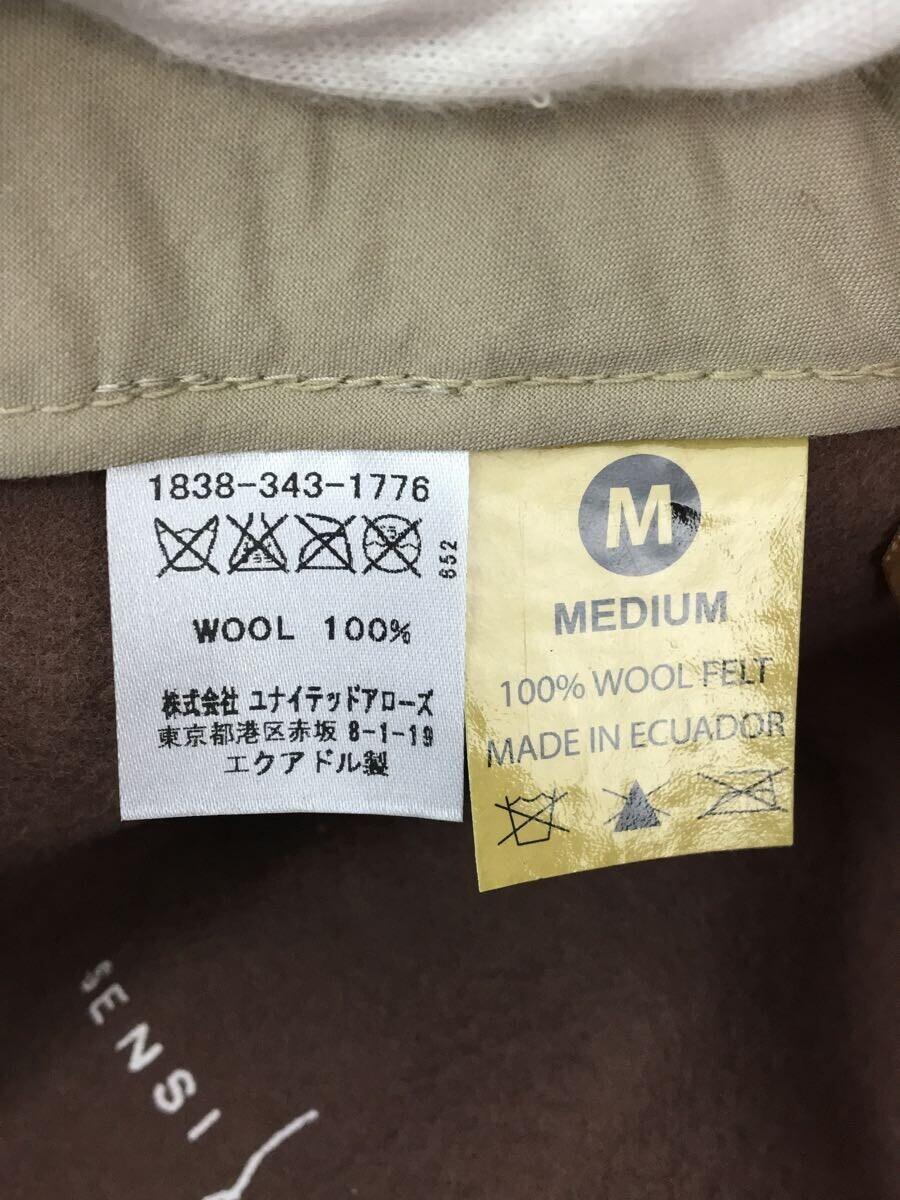 1838-343-1776
652
WOOL 100%
株式会社 ユナイテッドアローズ
東京都港区赤坂 8-1-19
エクアドル製
M
MEDIUM
100% WOOL FELT
MADE IN ECUADOR
SENSI